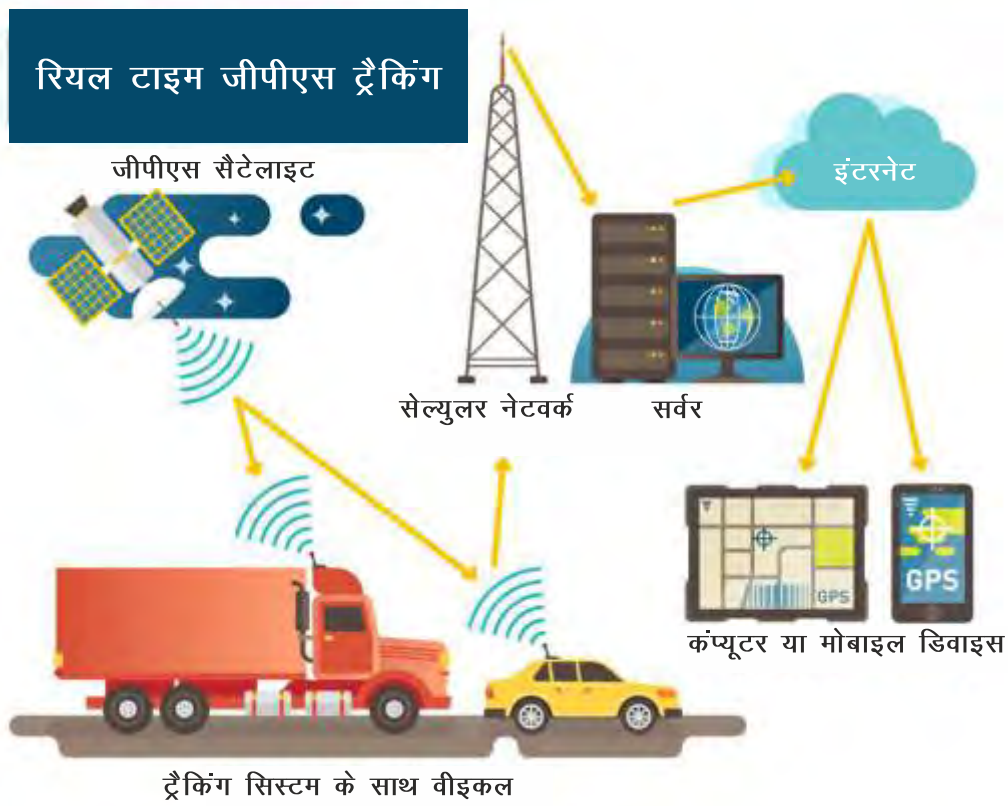 रियल टाइम जीपीएस ट्रैकिंग
जीपीएस सैटेलाइट
इंटरनेट
सेल्युलर नेटवर्क
सर्वर
GPS
GPS
कंप्यूटर या मोबाइल डिवाइस
ट्रैकिंग सिस्टम के साथ वीइकल